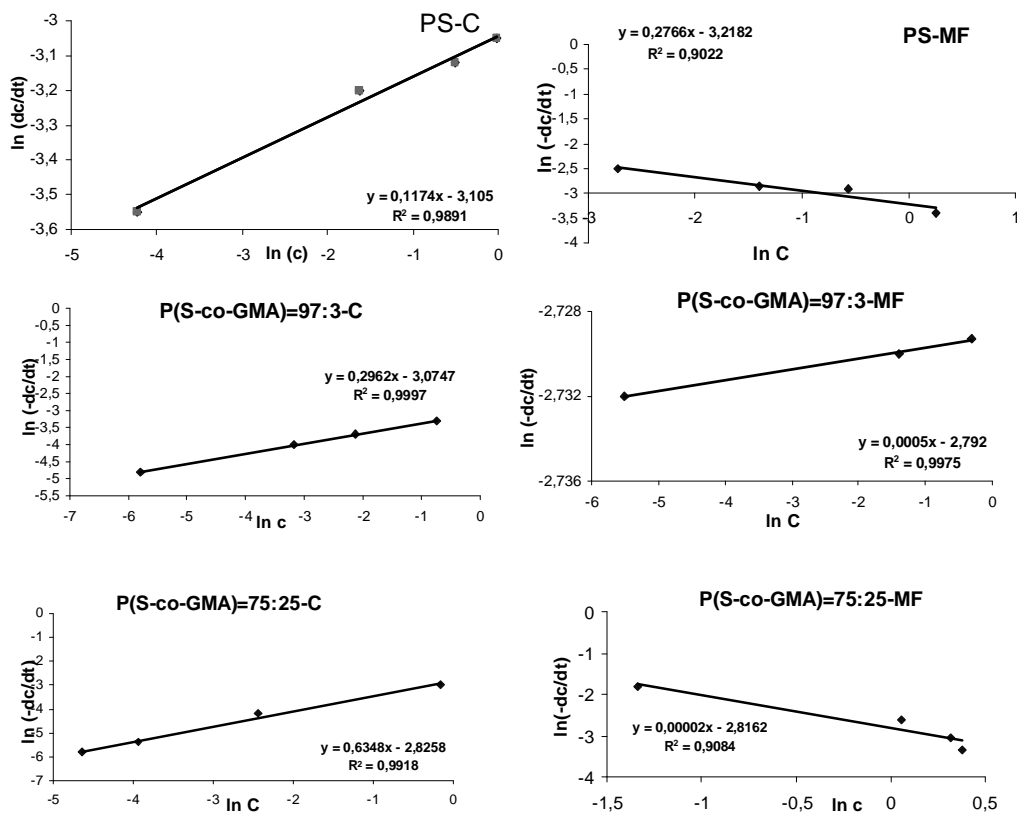 PS-C
-3
-3,1
-3,2
-3,3
-3,4
-3,5
-3,6
ln (dc/dt)
y = 0,1174x - 3,105
R² = 0,9891
-5 -4 -3 -2 -1 0
ln (c)
y = 0,2766x - 3,2182
R² = 0,9022
PS-MF
0
-0,5
-1
-1,5
-2
-2,5
-3
-3,5
-4
ln (-dc/dt)
-3 -2 -1 0 1
ln C
P(S-co-GMA)=97:3-C
0
-0,5
-1
-1,5
-2
-2,5
-3
-3,5
-4
-4,5
-5
-5,5
ln (-dc/dt)
y = 0,2962x - 3,0747
R² = 0,9997
-7 -6 -5 -4 -3 -2 -1 0
ln c
P(S-co-GMA)=97:3-MF
-2,728
-2,732
-2,736
ln (-dc/dt)
y = 0,0005x - 2,792
R² = 0,9975
-6 -5 -4 -3 -2 -1 0
ln C
P(S-co-GMA)=75:25-C
0
-1
-2
-3
-4
-5
-6
-7
ln (-dc/dt)
y = 0,6348x - 2,8258
R² = 0,9918
-5 -4 -3 -2 -1 0
ln C
P(S-co-GMA)=75:25-MF
0
-1
-2
-3
-4
ln(-dc/dt)
y = 0,00002x - 2,8162
R² = 0,9084
-1,5 -1 -0,5 0 0,5
ln c